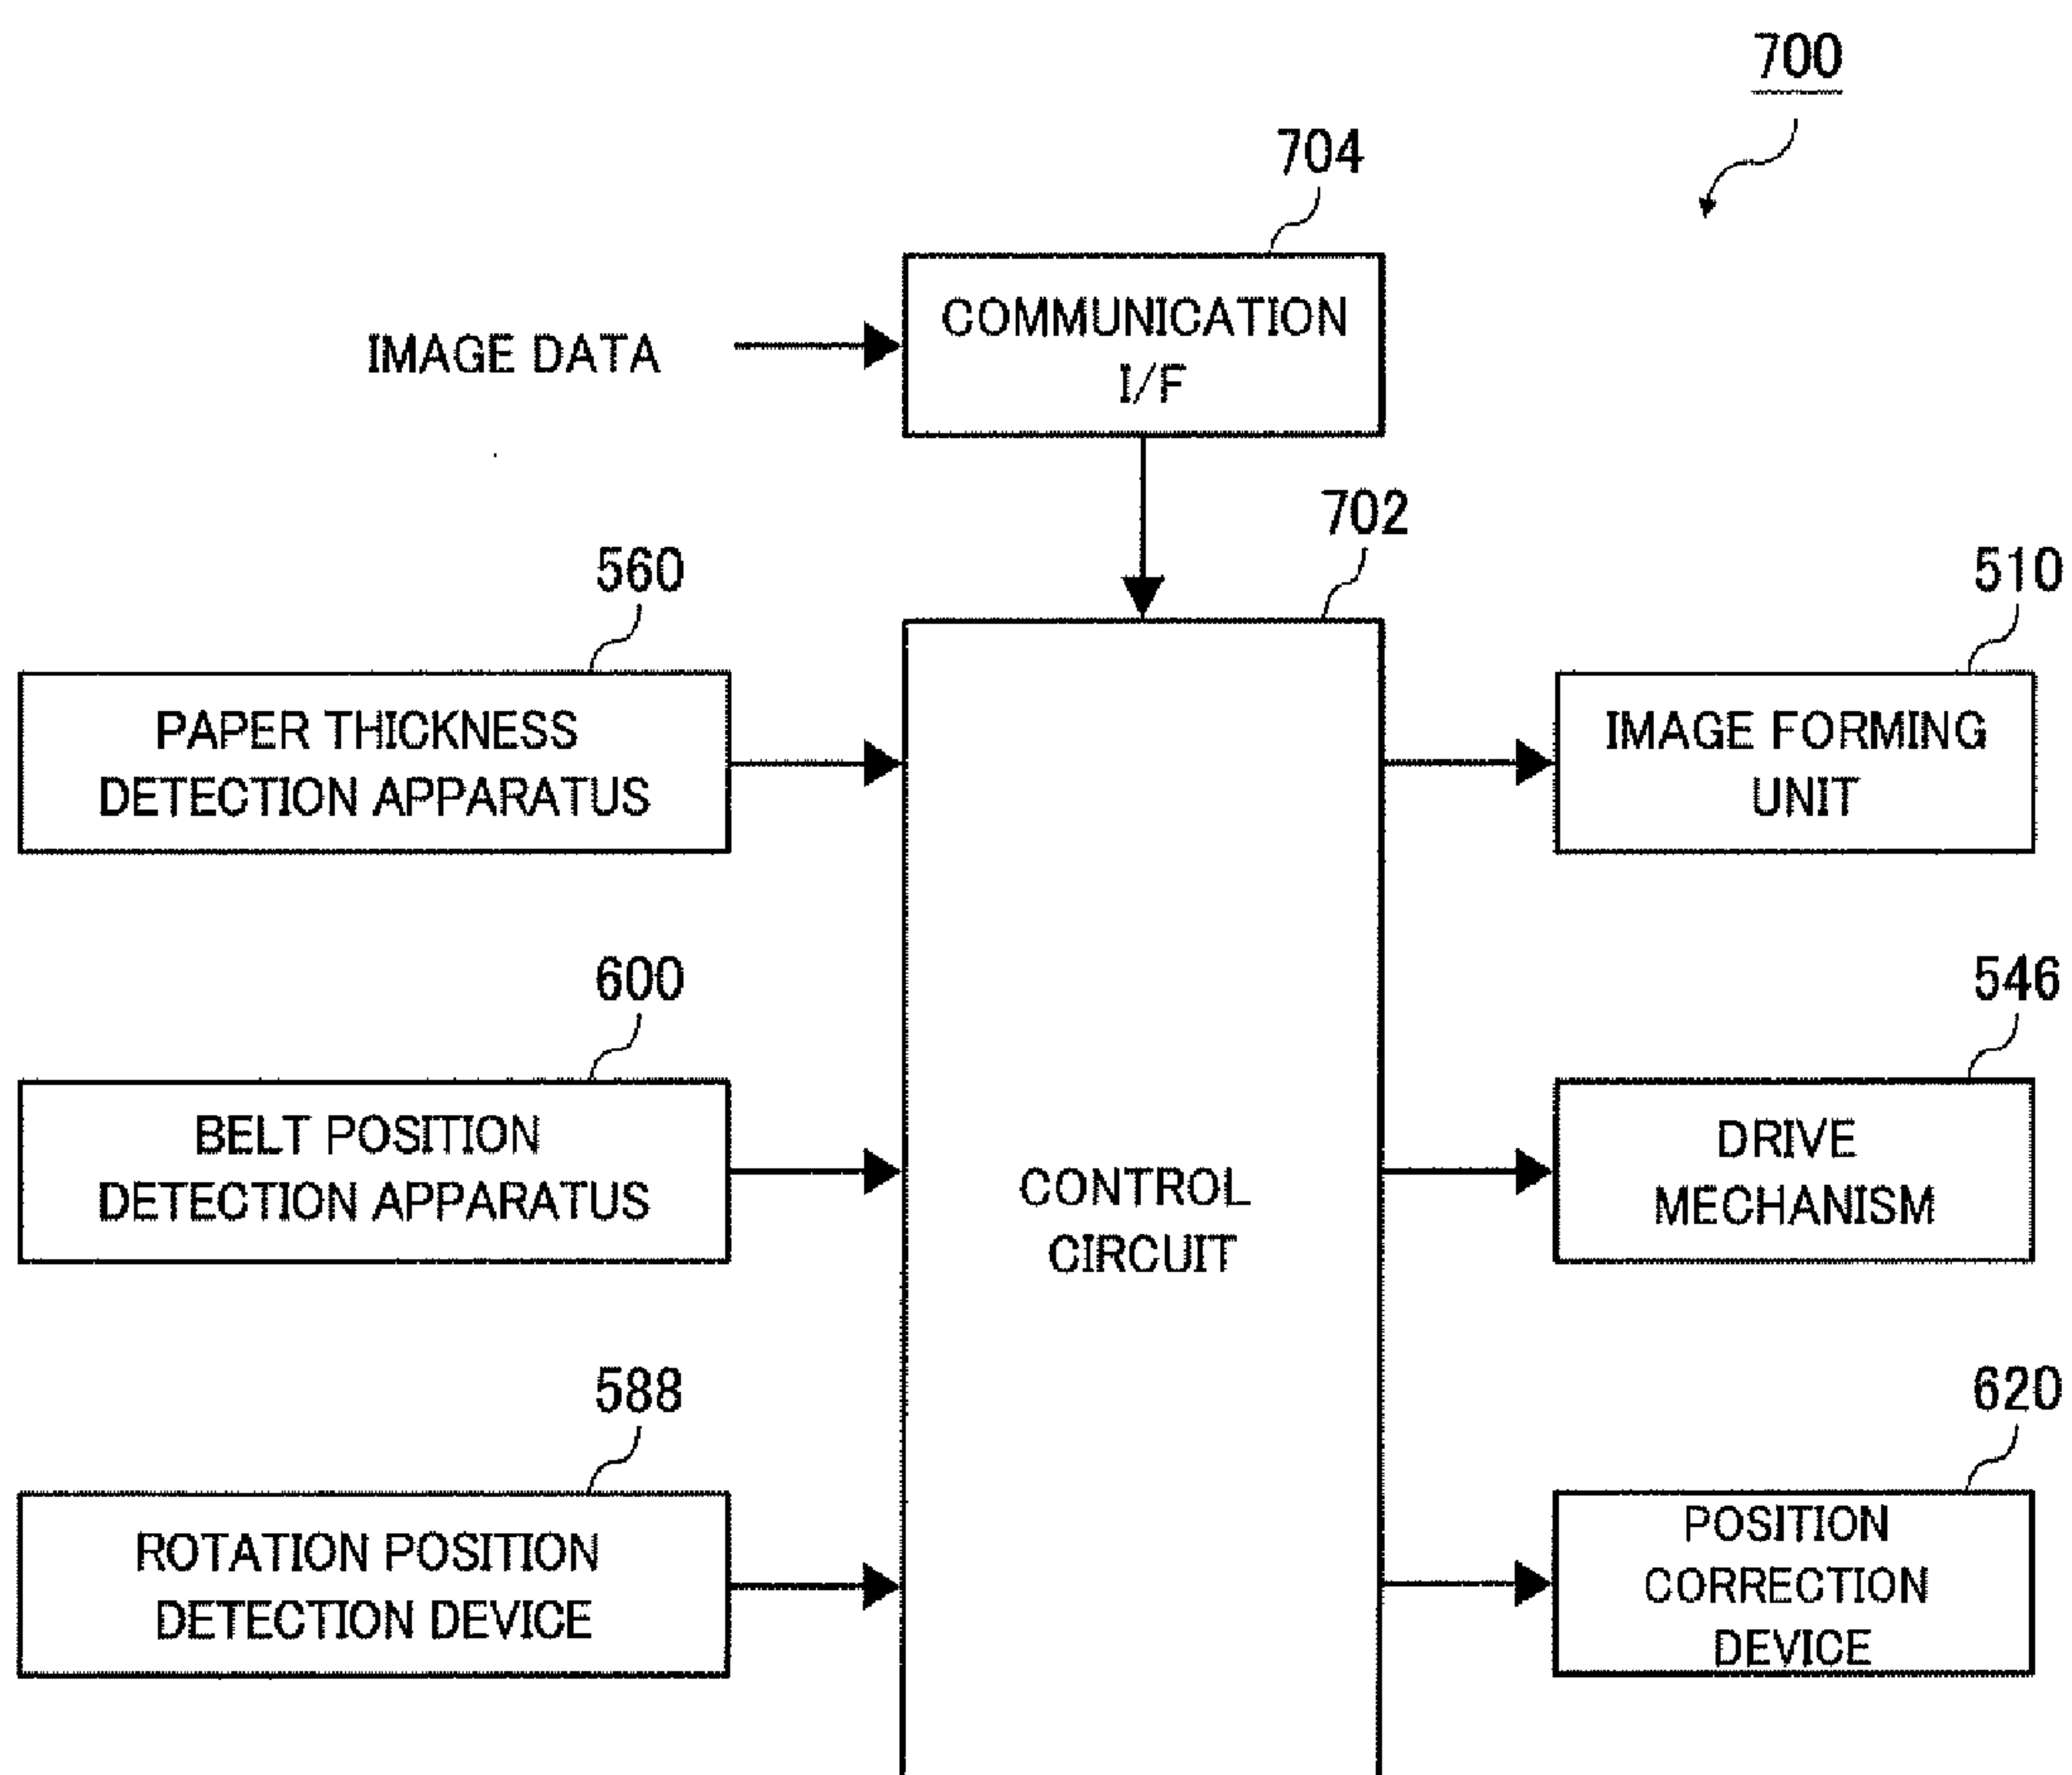 700
704
IMAGE DATA
COMMUNICATION
I/F
702
560
510
PAPER THICKNESS
DETECTION APPARATUS
IMAGE FORMING
UNIT
600
546
BELT POSITION
DETECTION APPARATUS
CONTROL
CIRCUIT
DRIVE
MECHANISM
588
620
ROTATION POSITION
DETECTION DEVICE
POSITION
CORRECTION
DEVICE